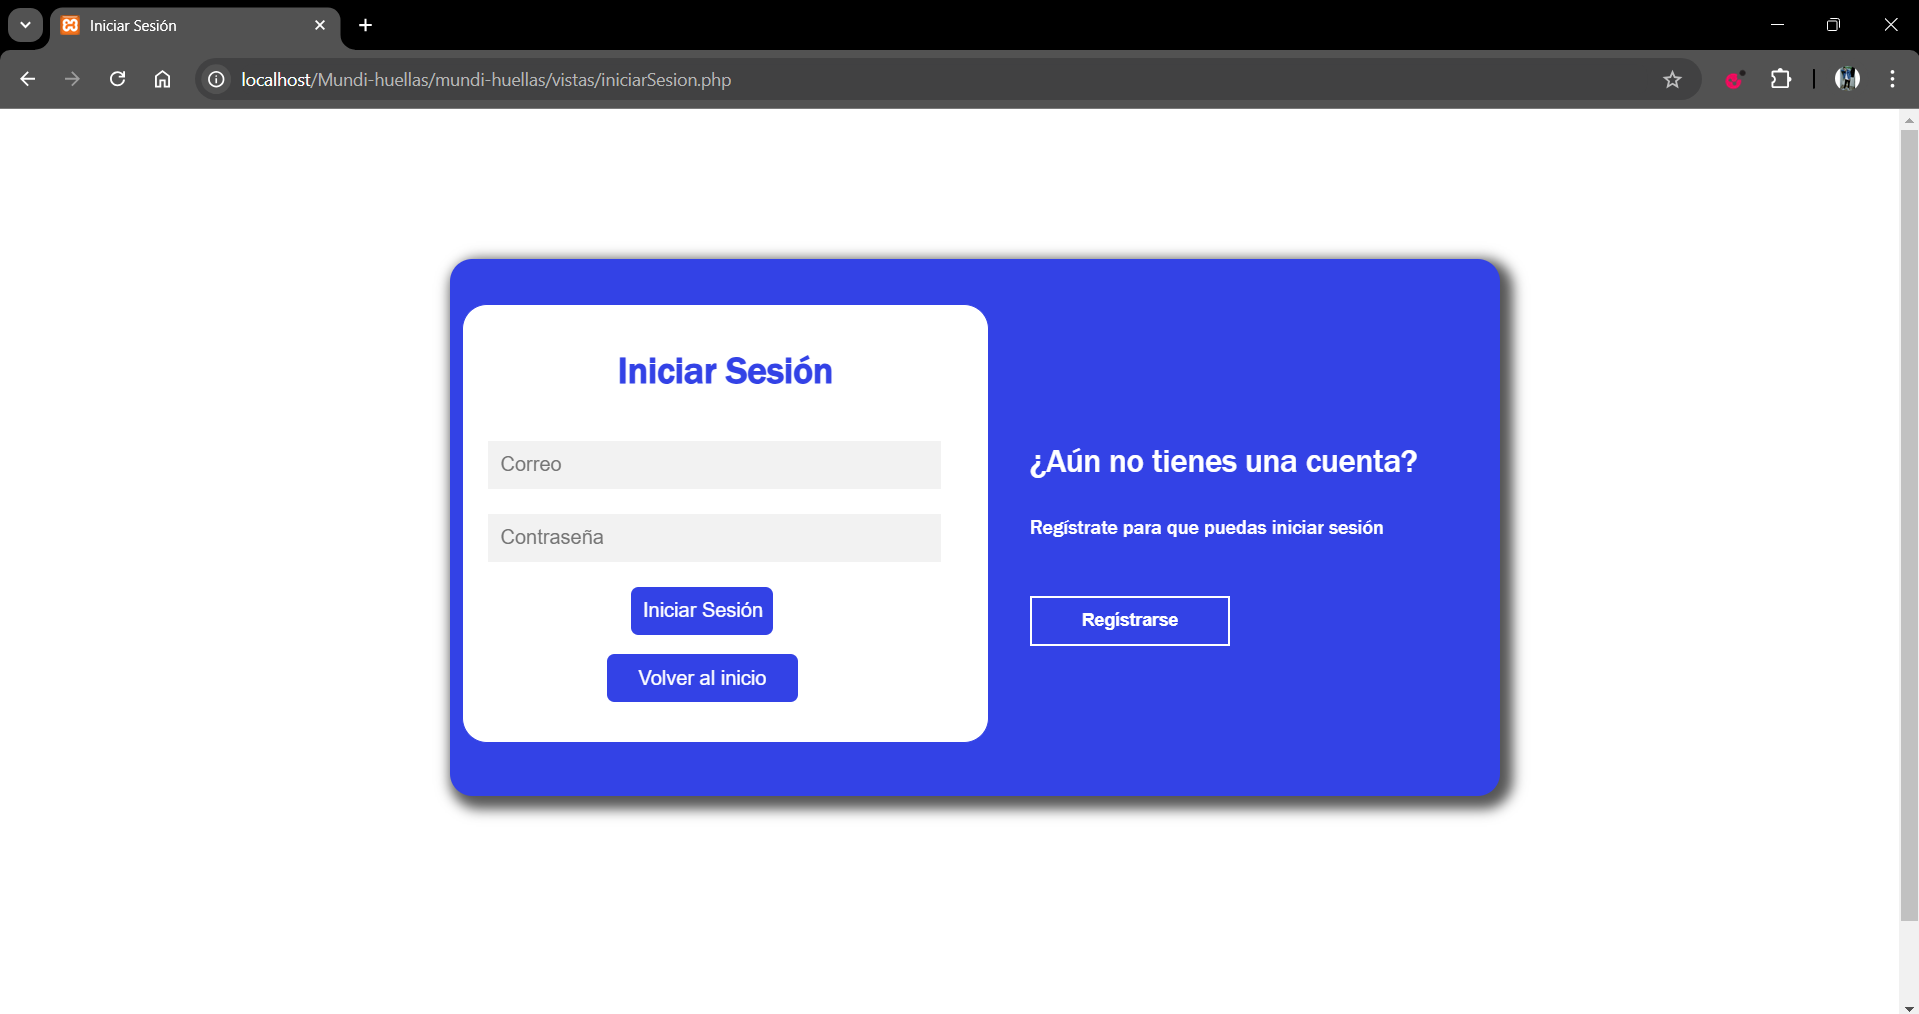 Iniciar Sesión
localhost/Mundi-huellas/mundi-huellas/vistas/iniciarSesion.php
Iniciar Sesión
Correo
Contraseña
Iniciar Sesión
Volver al inicio
¿Aún no tienes una cuenta?
Regístrate para que puedas iniciar sesión
Regístrarse